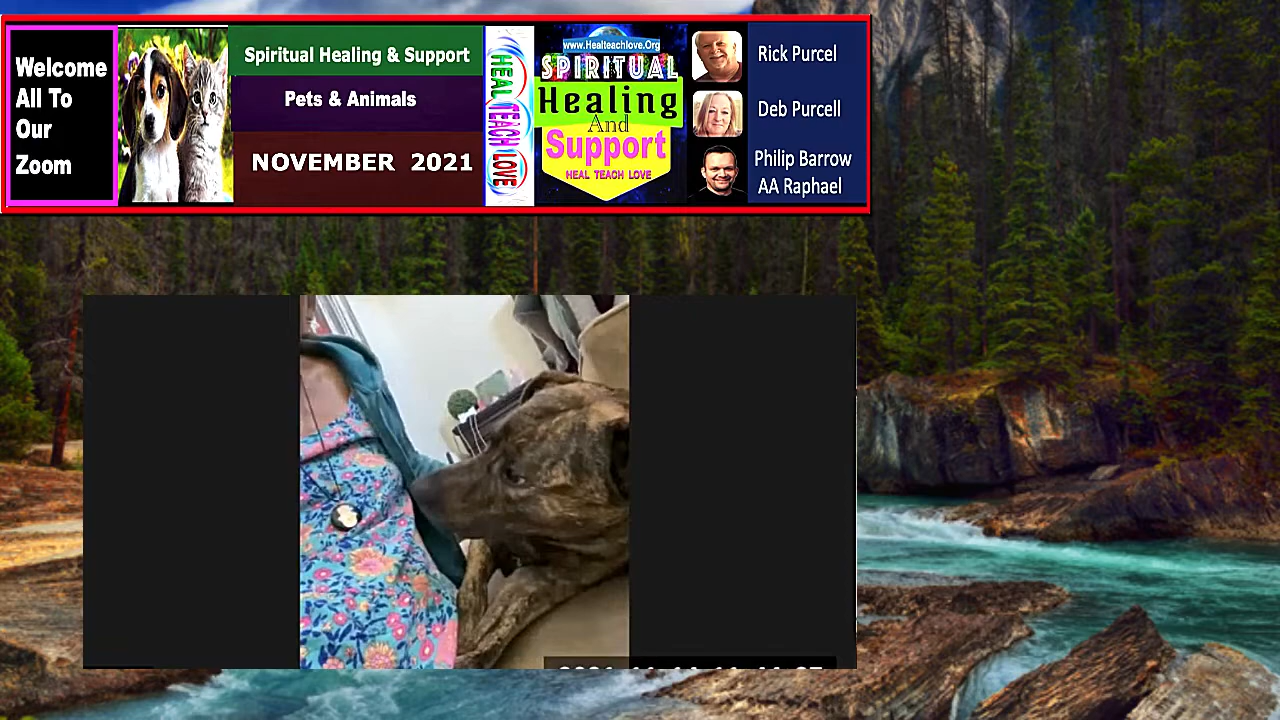 Welcome
All To
Our
Zoom
Spiritual Healing & Support
Pets & Animals
NOVEMBER 2021
HEAL TEACH LOVE
www.Healteachlove.Org
SPIRITUAL
Healing
And
Support
HEAL TEACH LOVE
Rick Purcel
Deb Purcell
Philip Barrow
AA Raphael